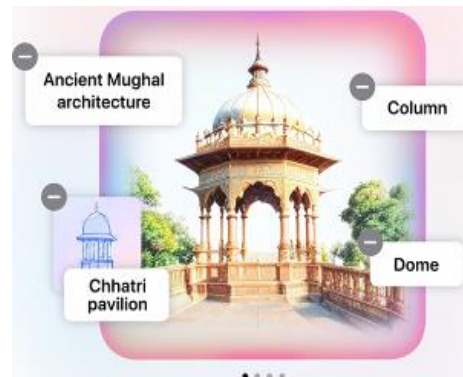 Ancient Mughal
architecture
Column
Chhatri
pavilion
Dome